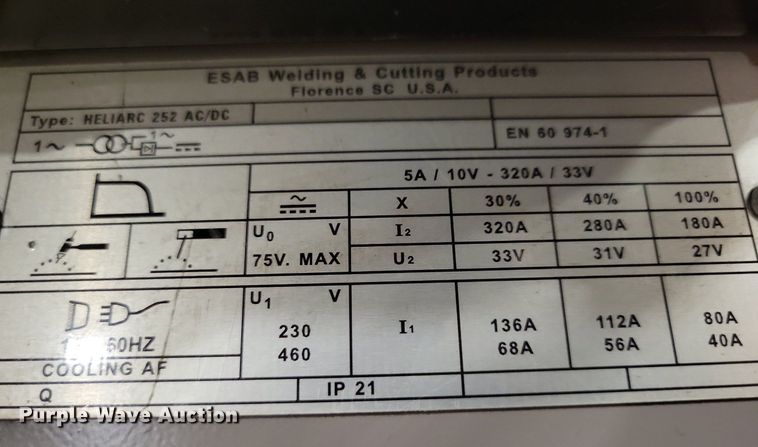 ESAB Welding & Cutting Products
Florence SC U.S.A.
Type: HELIARC 252 AC/DC
1~ 1~ EN 60 974-1
5A / 10V - 320A / 33V
X 30% 40% 100%
U0 V I2 320A 280A 180A
75V. MAX U2 33V 31V 27V
U1 V
230 I1 136A 112A 80A
460 68A 56A 40A
60HZ
COOLING AF
Q IP 21
Purple Wave Auction